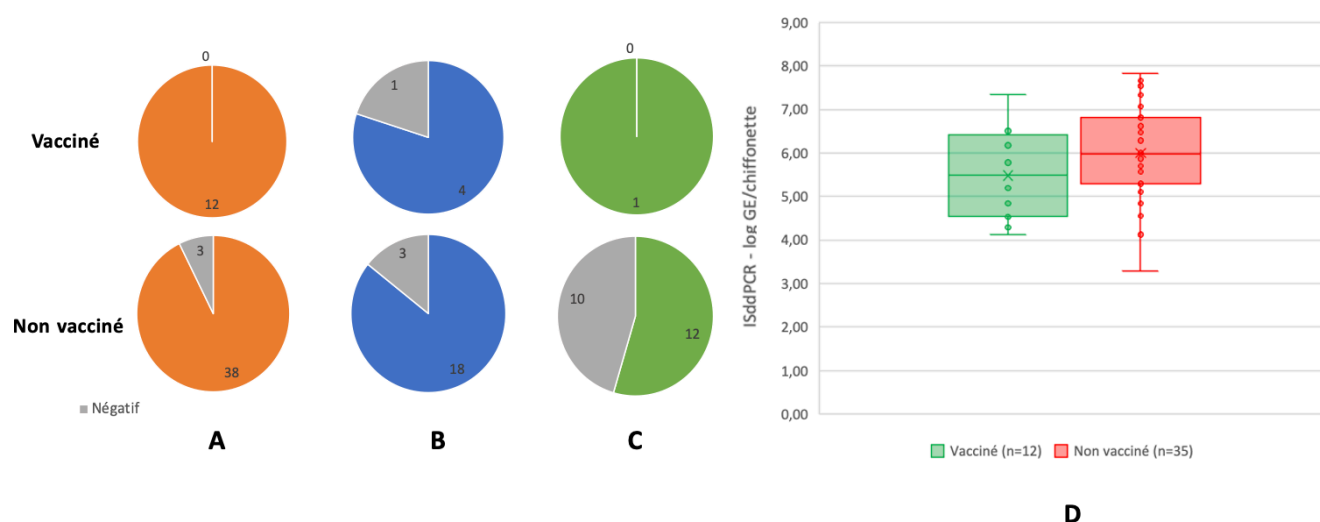 Vacciné
0
12
1
4
0
1
Non vacciné
3
38
3
18
10
12
Négatif
A
B
C
ISddPCR - log GE/chiffonette
9,00
8,00
7,00
6,00
5,00
4,00
3,00
2,00
1,00
0,00
Vacciné (n=12) Non vacciné (n=35)
D